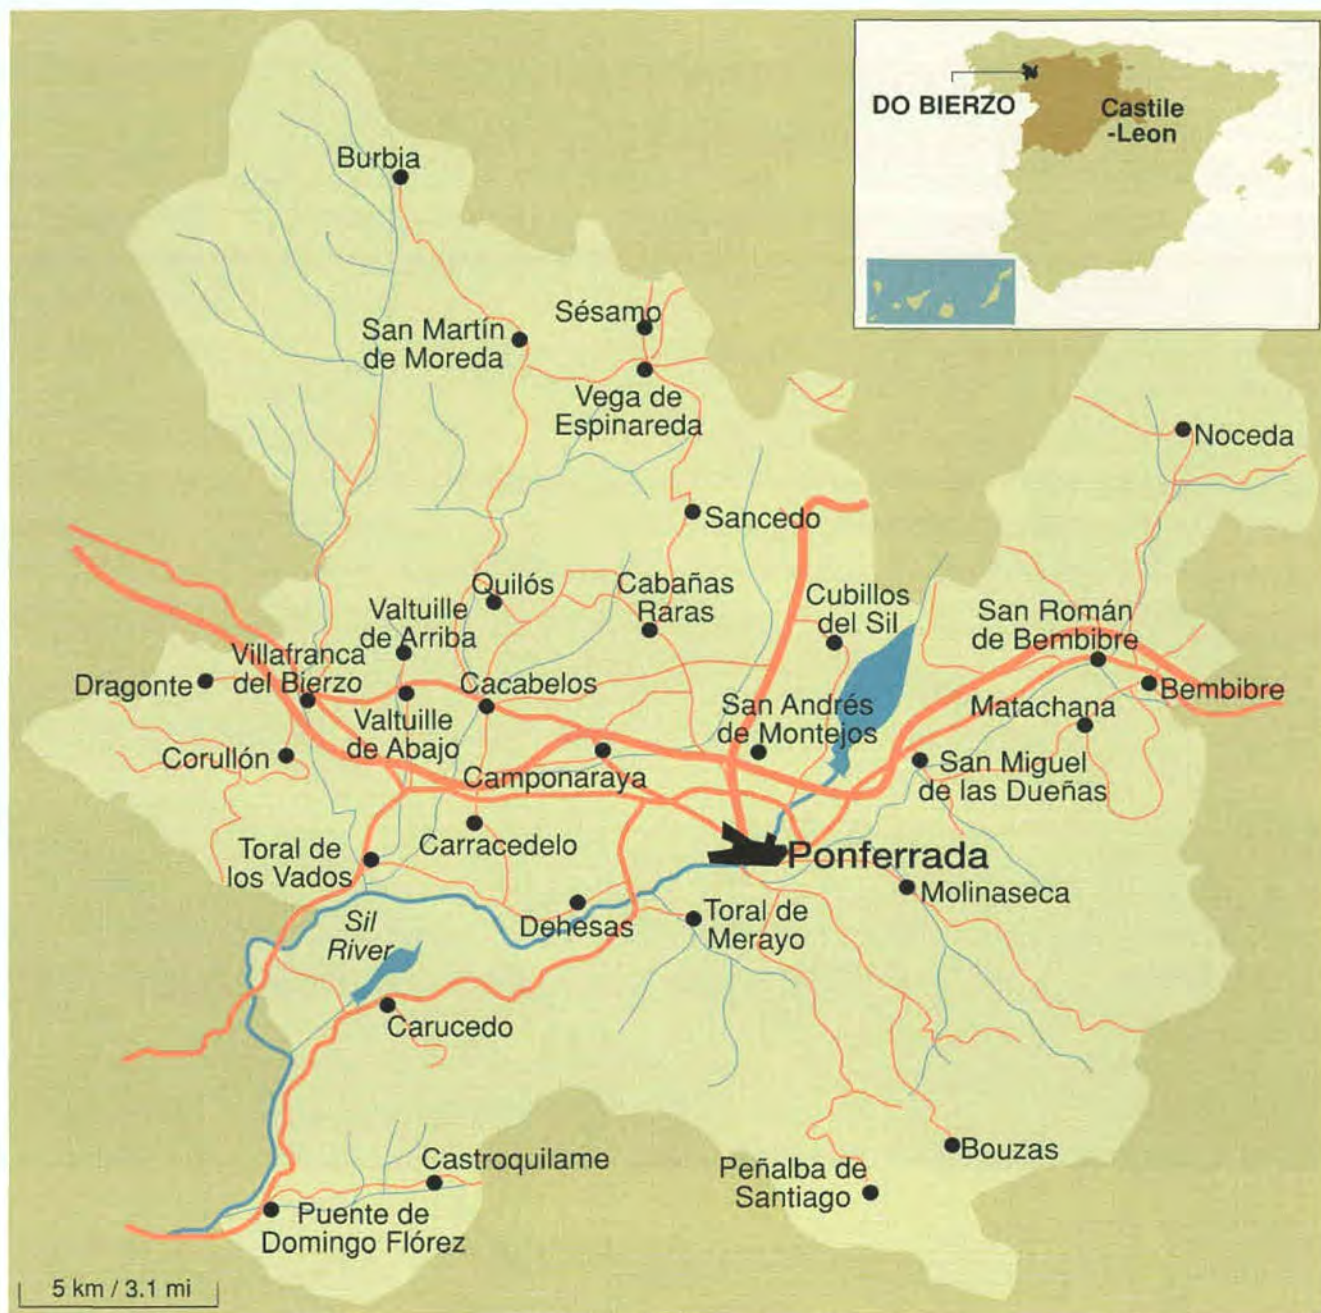 DO BIERZO
Castile
-Leon
Burbia
San Martín
de Moreda
Sésamo
Vega de
Espinareda
Noceda
Sancedo
Quilós
Cabañas
Raras
Cubillos
del Sil
San Román
de Bembibre
Valtuille
de Arriba
Villafranca
del Bierzo
Dragonte
Cacabelos
Bembibre
Matachana
San Andrés
de Montejos
Valtuille
de Abajo
Corullón
Camponaraya
San Miguel
de las Dueñas
Toral de
los Vados
Carracedelo
Ponferrada
Molinaseca
Sil
River
Dehesas
Toral de
Merayo
Carucedo
Castroquilame
Peñalba de
Santiago
Bouzas
Puente de
Domingo Flórez
5 km / 3.1 mi